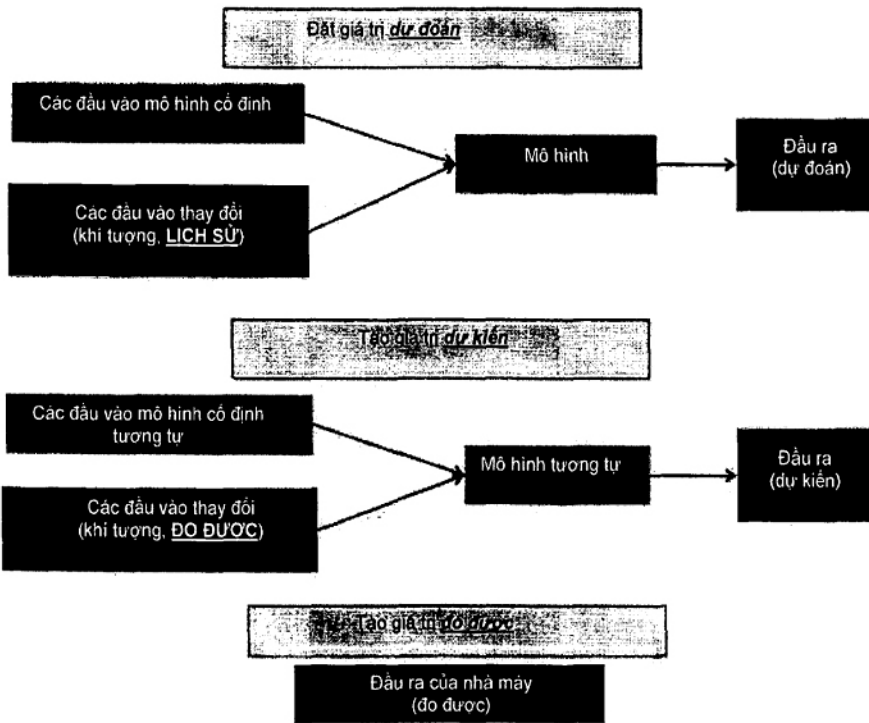 Đặt giá trị dự đoán
Các đầu vào mô hình cố định
Các đầu vào thay đổi
(khí tượng, LỊCH SỬ)
Mô hình
Đầu ra
(dự đoán)
Tạo giá trị dự kiến
Các đầu vào mô hình cố định
tương tự
Các đầu vào thay đổi
(khí tượng, ĐO ĐƯỢC)
Mô hình tương tự
Đầu ra
(dự kiến)
Tạo giá trị đo được
Đầu ra của nhà máy
(đo được)